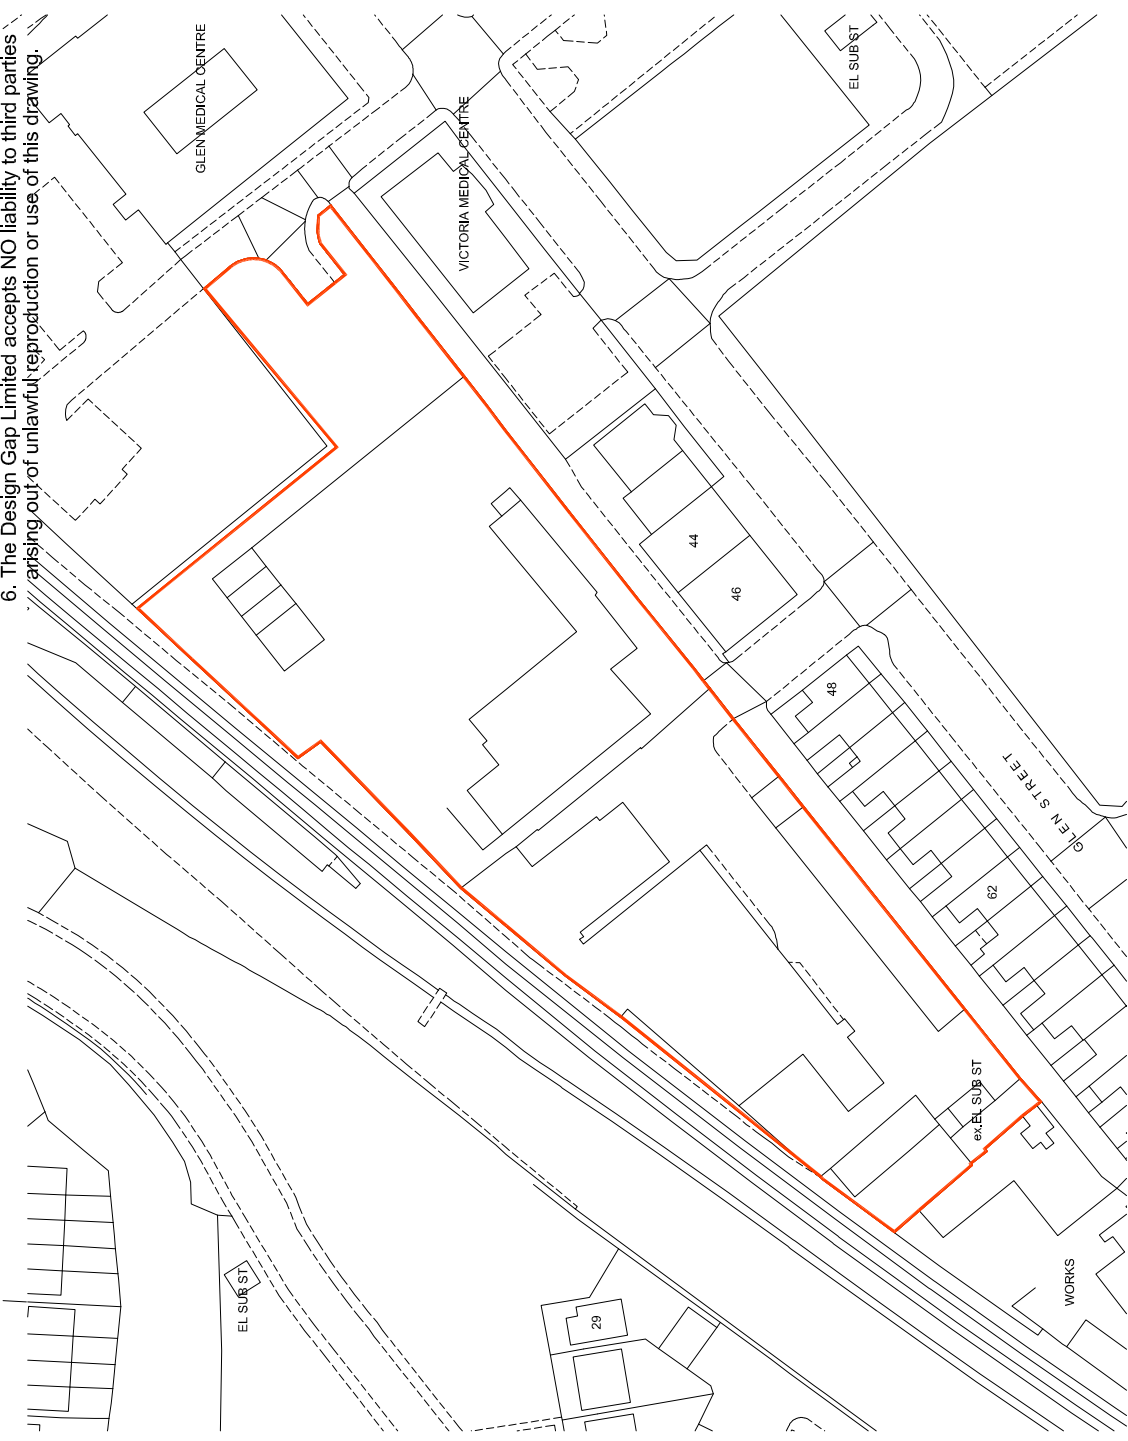 6. The Design Gap Limited accepts NO liability to third parties
arising out of unlawful reproduction or use of this drawing.
GLEN MEDICAL CENTRE
VICTORIA MEDICAL CENTRE
EL SUB ST
44
46
48
GLEN STREET
62
ex.EL SUB ST
WORKS
EL SUB ST
29